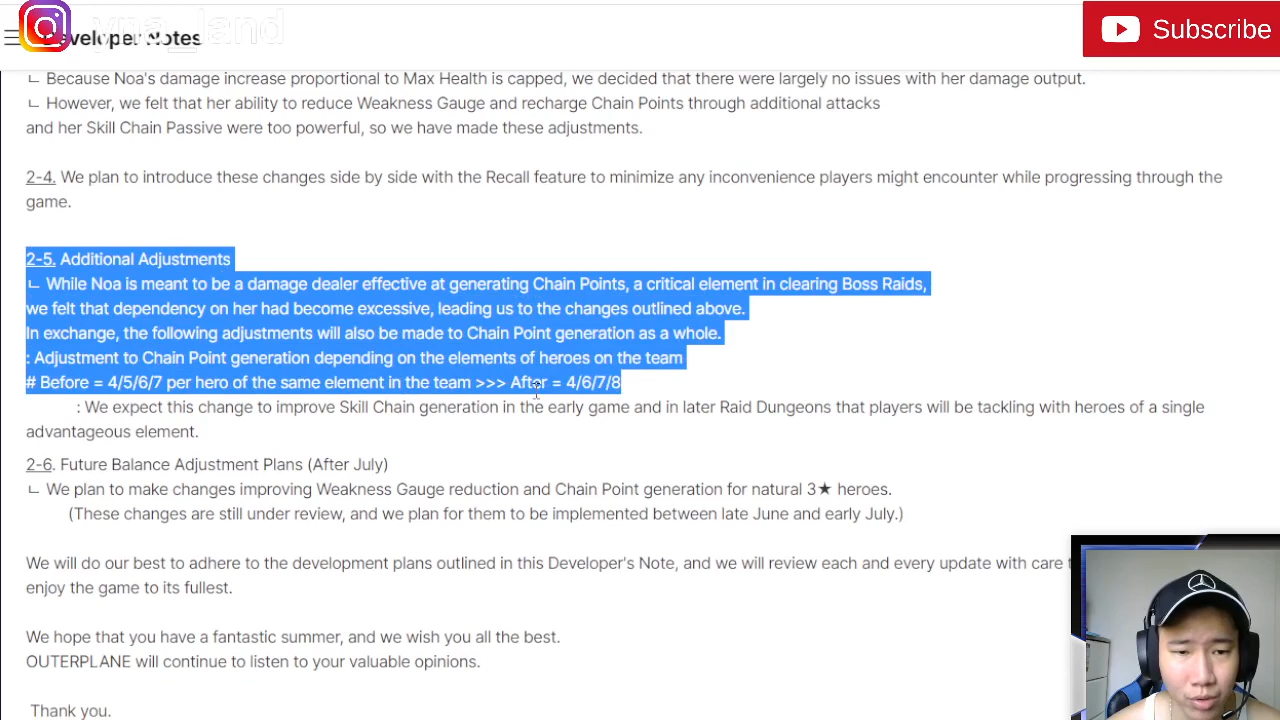 yna_land
Developer Notes
Subscribe
ㄴ Because Noa's damage increase proportional to Max Health is capped, we decided that there were largely no issues with her damage output.
ㄴ However, we felt that her ability to reduce Weakness Gauge and recharge Chain Points through additional attacks
and her Skill Chain Passive were too powerful, so we have made these adjustments.
2-4. We plan to introduce these changes side by side with the Recall feature to minimize any inconvenience players might encounter while progressing through the
game.
2-5. Additional Adjustments
ㄴ While Noa is meant to be a damage dealer effective at generating Chain Points, a critical element in clearing Boss Raids,
we felt that dependency on her had become excessive, leading us to the changes outlined above.
In exchange, the following adjustments will also be made to Chain Point generation as a whole.
: Adjustment to Chain Point generation depending on the elements of heroes on the team
# Before = 4/5/6/7 per hero of the same element in the team >>> After = 4/6/7/8
: We expect this change to improve Skill Chain generation in the early game and in later Raid Dungeons that players will be tackling with heroes of a single
advantageous element.
2-6. Future Balance Adjustment Plans (After July)
ㄴ We plan to make changes improving Weakness Gauge reduction and Chain Point generation for natural 3★ heroes.
(These changes are still under review, and we plan for them to be implemented between late June and early July.)
We will do our best to adhere to the development plans outlined in this Developer's Note, and we will review each and every update with care
enjoy the game to its fullest.
We hope that you have a fantastic summer, and we wish you all the best.
OUTERPLANE will continue to listen to your valuable opinions.
Thank you.